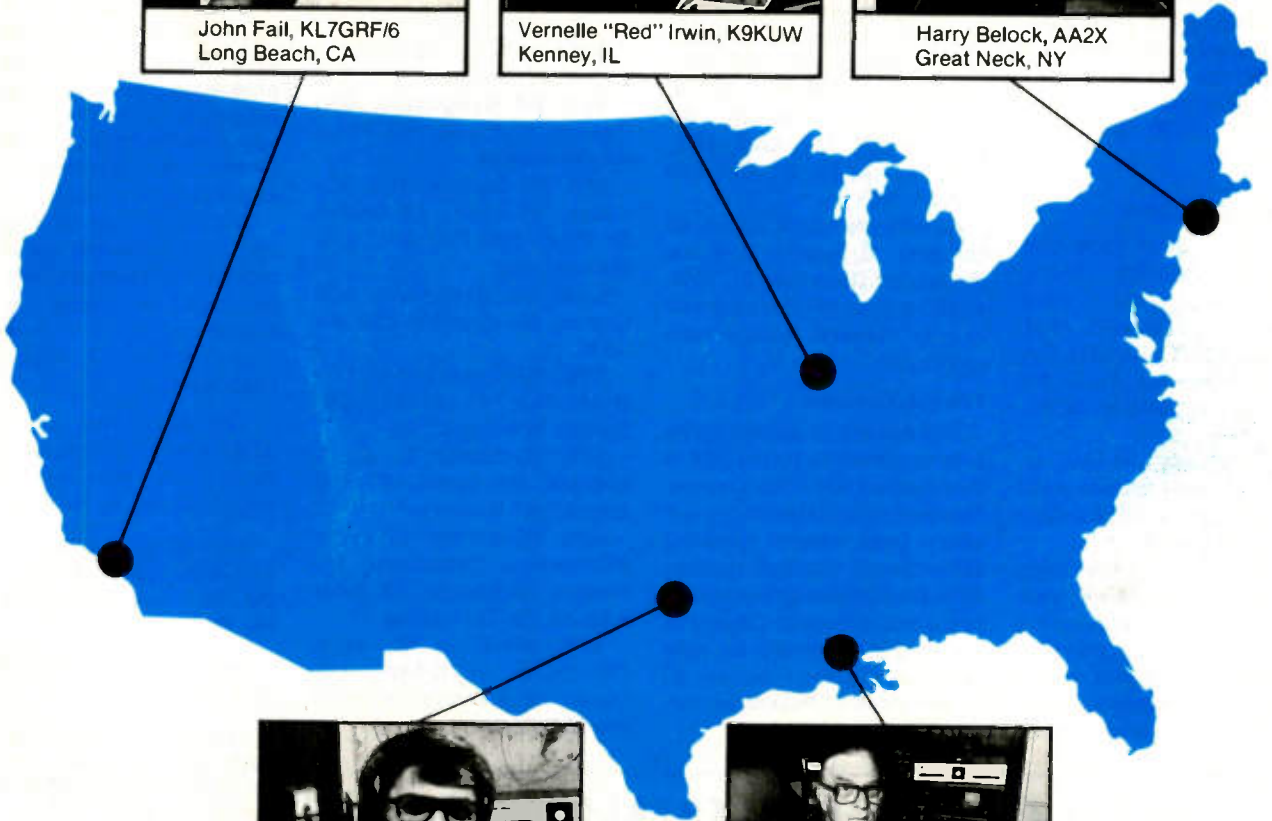 John Fail, KL7GRF/6
Long Beach, CA
Vernelle "Red" Irwin, K9KUW
Kenney, IL
Harry Belock, AA2X
Great Neck, NY